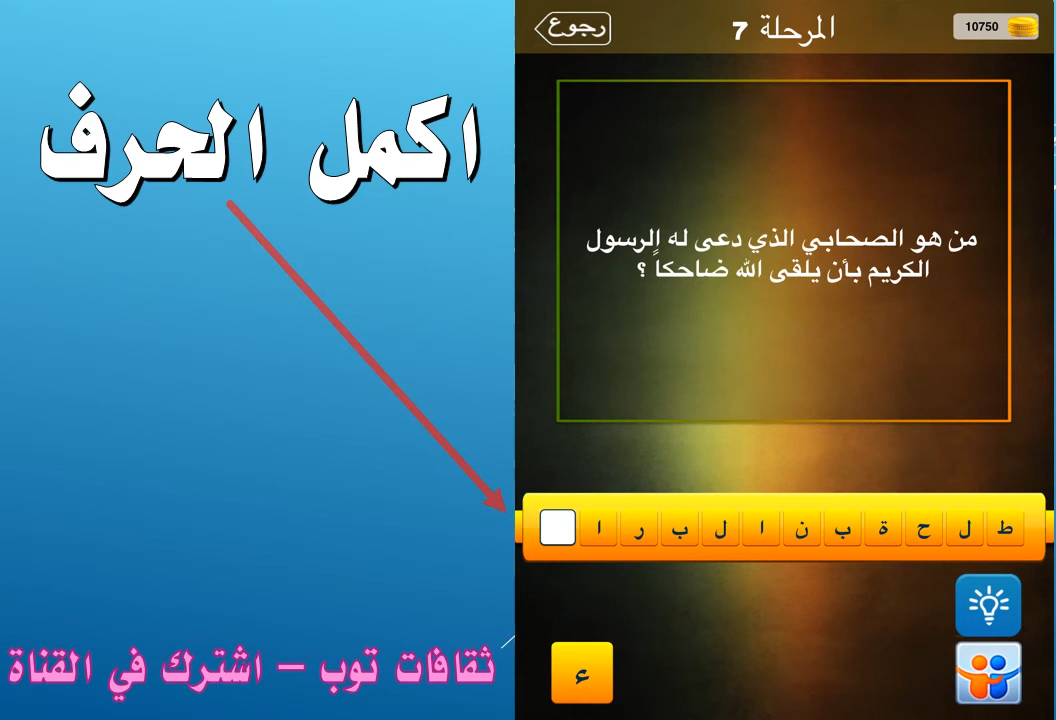 اكمل الحرف
ثقافات توب – اشترك في القناة
رجوع
المرحلة 7
10750
من هو الصحابي الذي دعى له الرسول
الكريم بأن يلقى الله ضاحكاً ؟
ط ل ح ة ب ن ا ل ب ر ا
ء